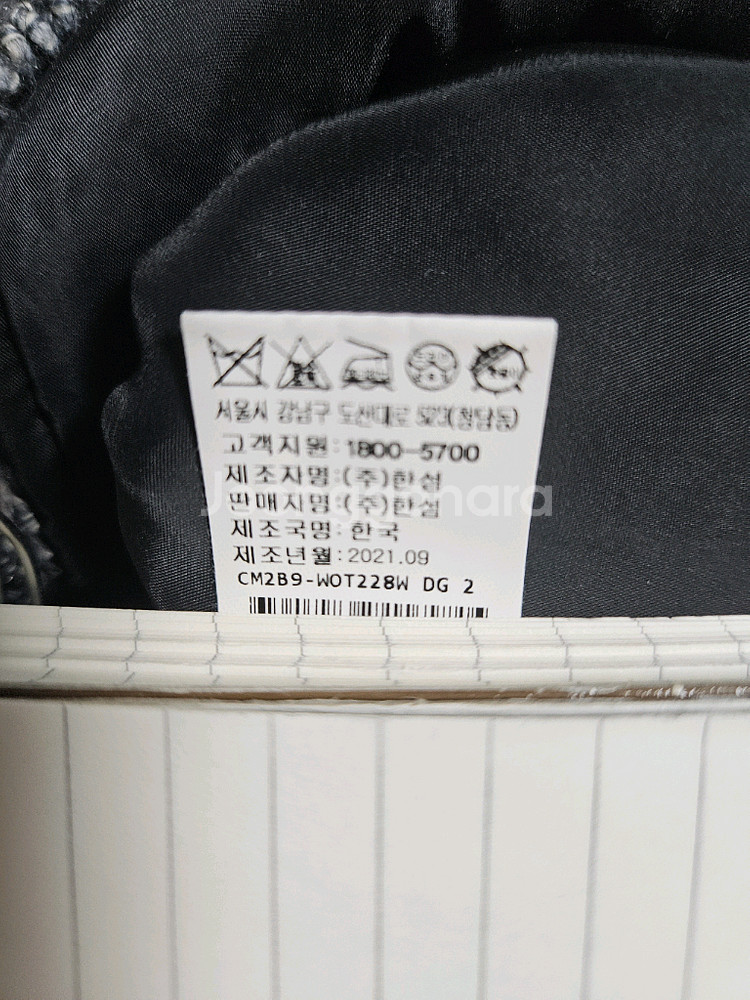 서울시 강남구 도산대로 523(청담동)
고객지원 : 1800-5700
제조자명 : (주)한섬
판매자명 : (주)한섬
제조국명 : 한국
제조년월 : 2021.09
CM2B9-WOT228W DG 2